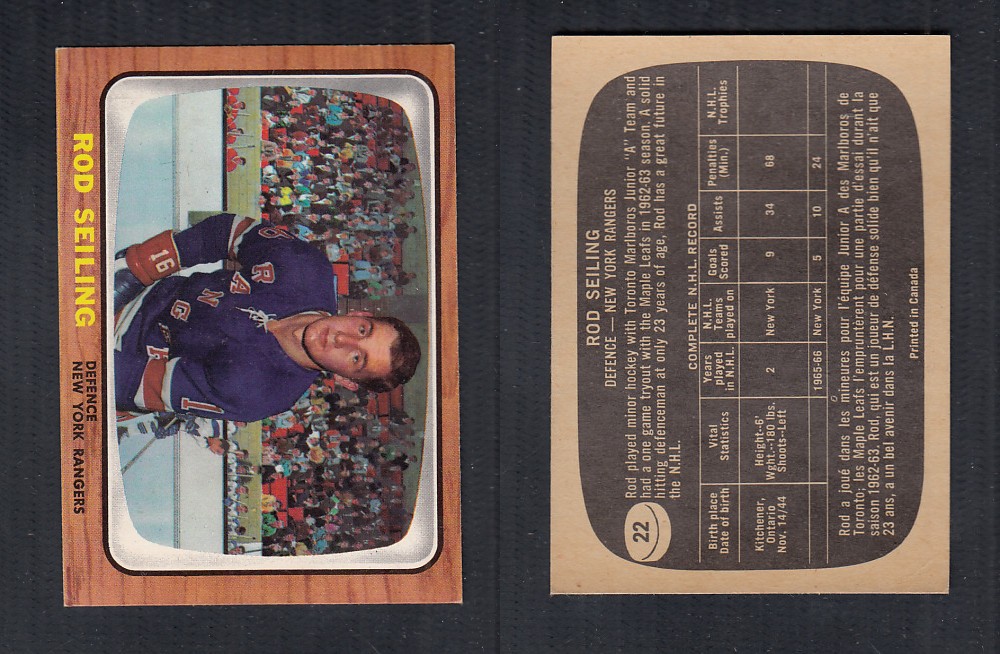 ROD SEILING
DEFENCE
NEW YORK RANGERS
RANGER
16
1
22
ROD SEILING
DEFENCE — NEW YORK RANGERS
Rod played minor hockey with Toronto Marlboros Junior "A" Team and
had a one game tryout with the Maple Leafs in 1962-63 season. A solid
hitting defenceman at only 23 years of age, Rod has a great future in
the N.H.L.
COMPLETE N.H.L. RECORD
Birth place Date of birth | Vital Statistics | Years played in N.H.L. | N.H.L. Teams played on | Goals Scored | Assists | Penalties (Min.) | N.H.L. Trophies
Kitchener, Ontario Nov. 14/44 | Height--6' Wght.--180 lbs. Shoots--Left | 2 | New York | 9 | 34 | 68
1965-66 | New York | 5 | 10 | 24
Rod a joué dans les mineures pour l'équipe Junior A des Marlboros de
Toronto; les Maple Leafs l'empruntèrent pour une partie d'essai durant la
saison 1962-63. Rod, qui est un joueur de défense solide bien qu'il n'ait que
23 ans, a un bel avenir dans la L.H.N.
Printed in Canada